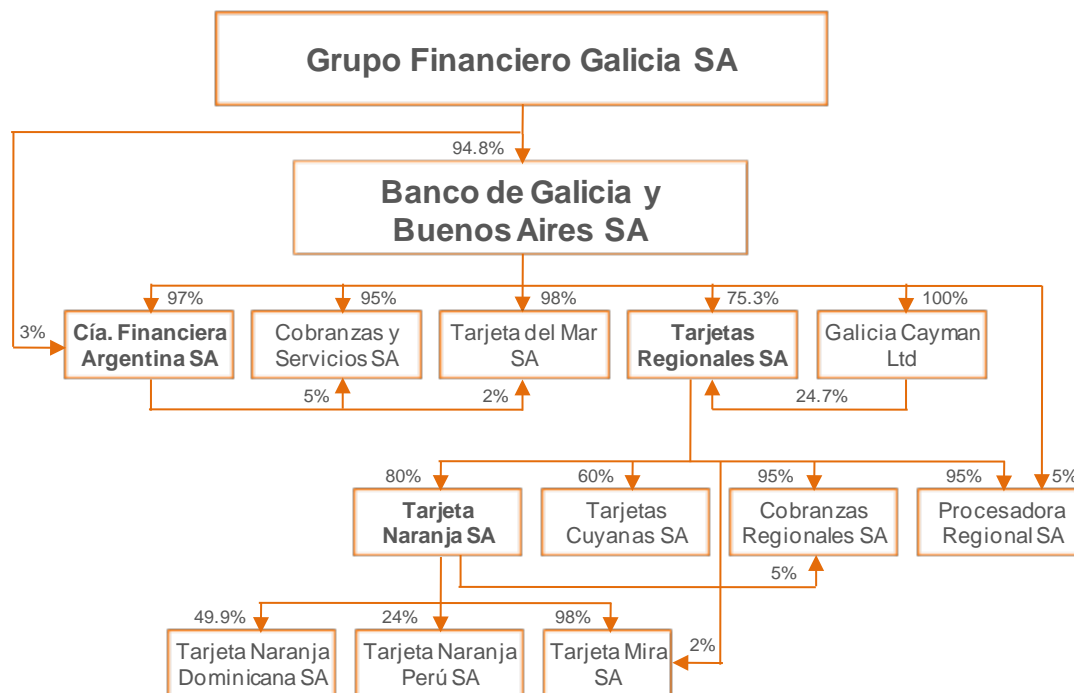 Grupo Financiero Galicia SA
94.8%
Banco de Galicia y
Buenos Aires SA
97%
95%
98%
75.3%
100%
3%
Cía. Financiera
Argentina SA
Cobranzas y
Servicios SA
Tarjeta del Mar
SA
Tarjetas
Regionales SA
Galicia Cayman
Ltd
5%
2%
24.7%
80%
60%
95%
95%
5%
Tarjeta
Naranja SA
Tarjetas
Cuyanas SA
Cobranzas
Regionales SA
Procesadora
Regional SA
5%
49.9%
24%
98%
2%
Tarjeta Naranja
Dominicana SA
Tarjeta Naranja
Perú SA
Tarjeta Mira
SA